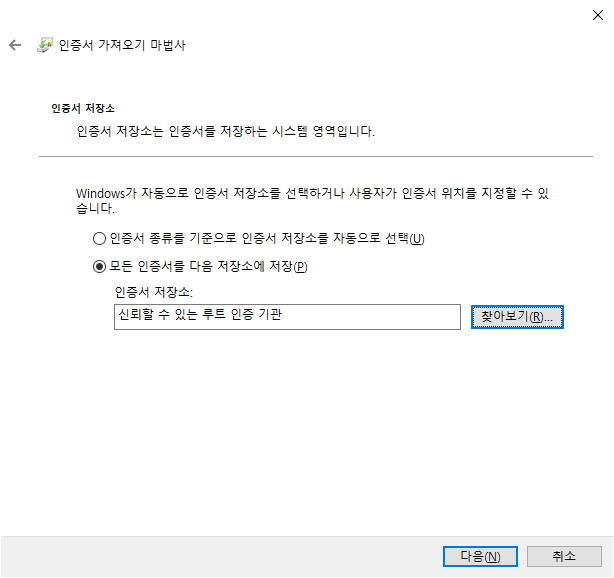 인증서 가져오기 마법사
인증서 저장소
인증서 저장소는 인증서를 저장하는 시스템 영역입니다.
Windows가 자동으로 인증서 저장소를 선택하거나 사용자가 인증서 위치를 지정할 수 있
습니다.
인증서 종류를 기준으로 인증서 저장소를 자동으로 선택(U)
모든 인증서를 다음 저장소에 저장(P)
인증서 저장소:
신뢰할 수 있는 루트 인증 기관
찾아보기(R)...
다음(N)
취소